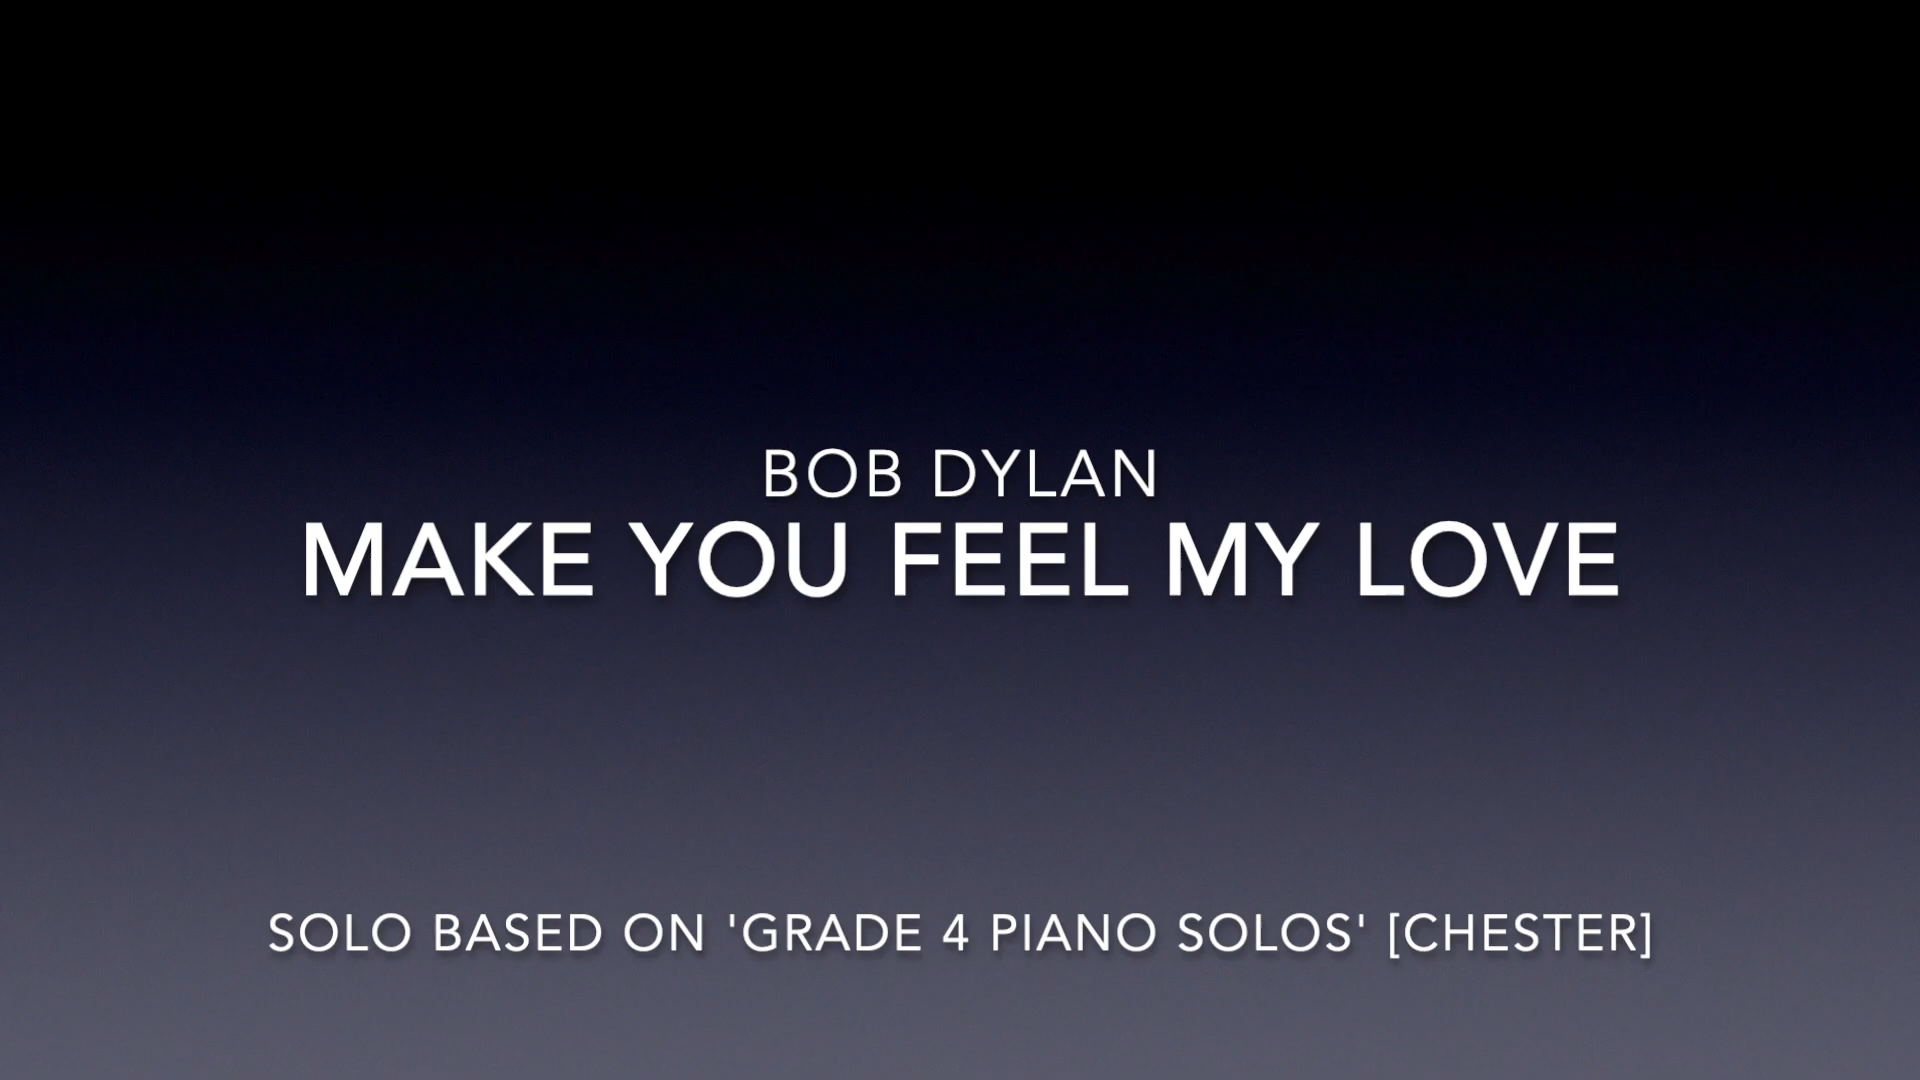 BOB DYLAN
MAKE YOU FEEL MY LOVE
SOLO BASED ON 'GRADE 4 PIANO SOLOS' [CHESTER]